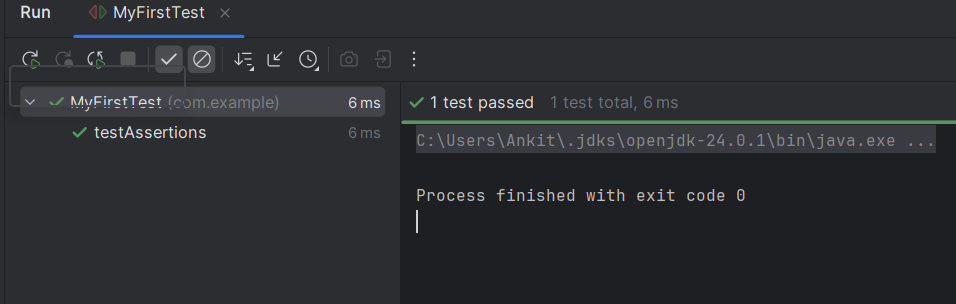 Run MyFirstTest
MyFirstTest (com.example) 6 ms
testAssertions 6 ms
1 test passed 1 test total, 6 ms
C:\Users\Ankit\.jdks\openjdk-24.0.1\bin\java.exe ...
Process finished with exit code 0